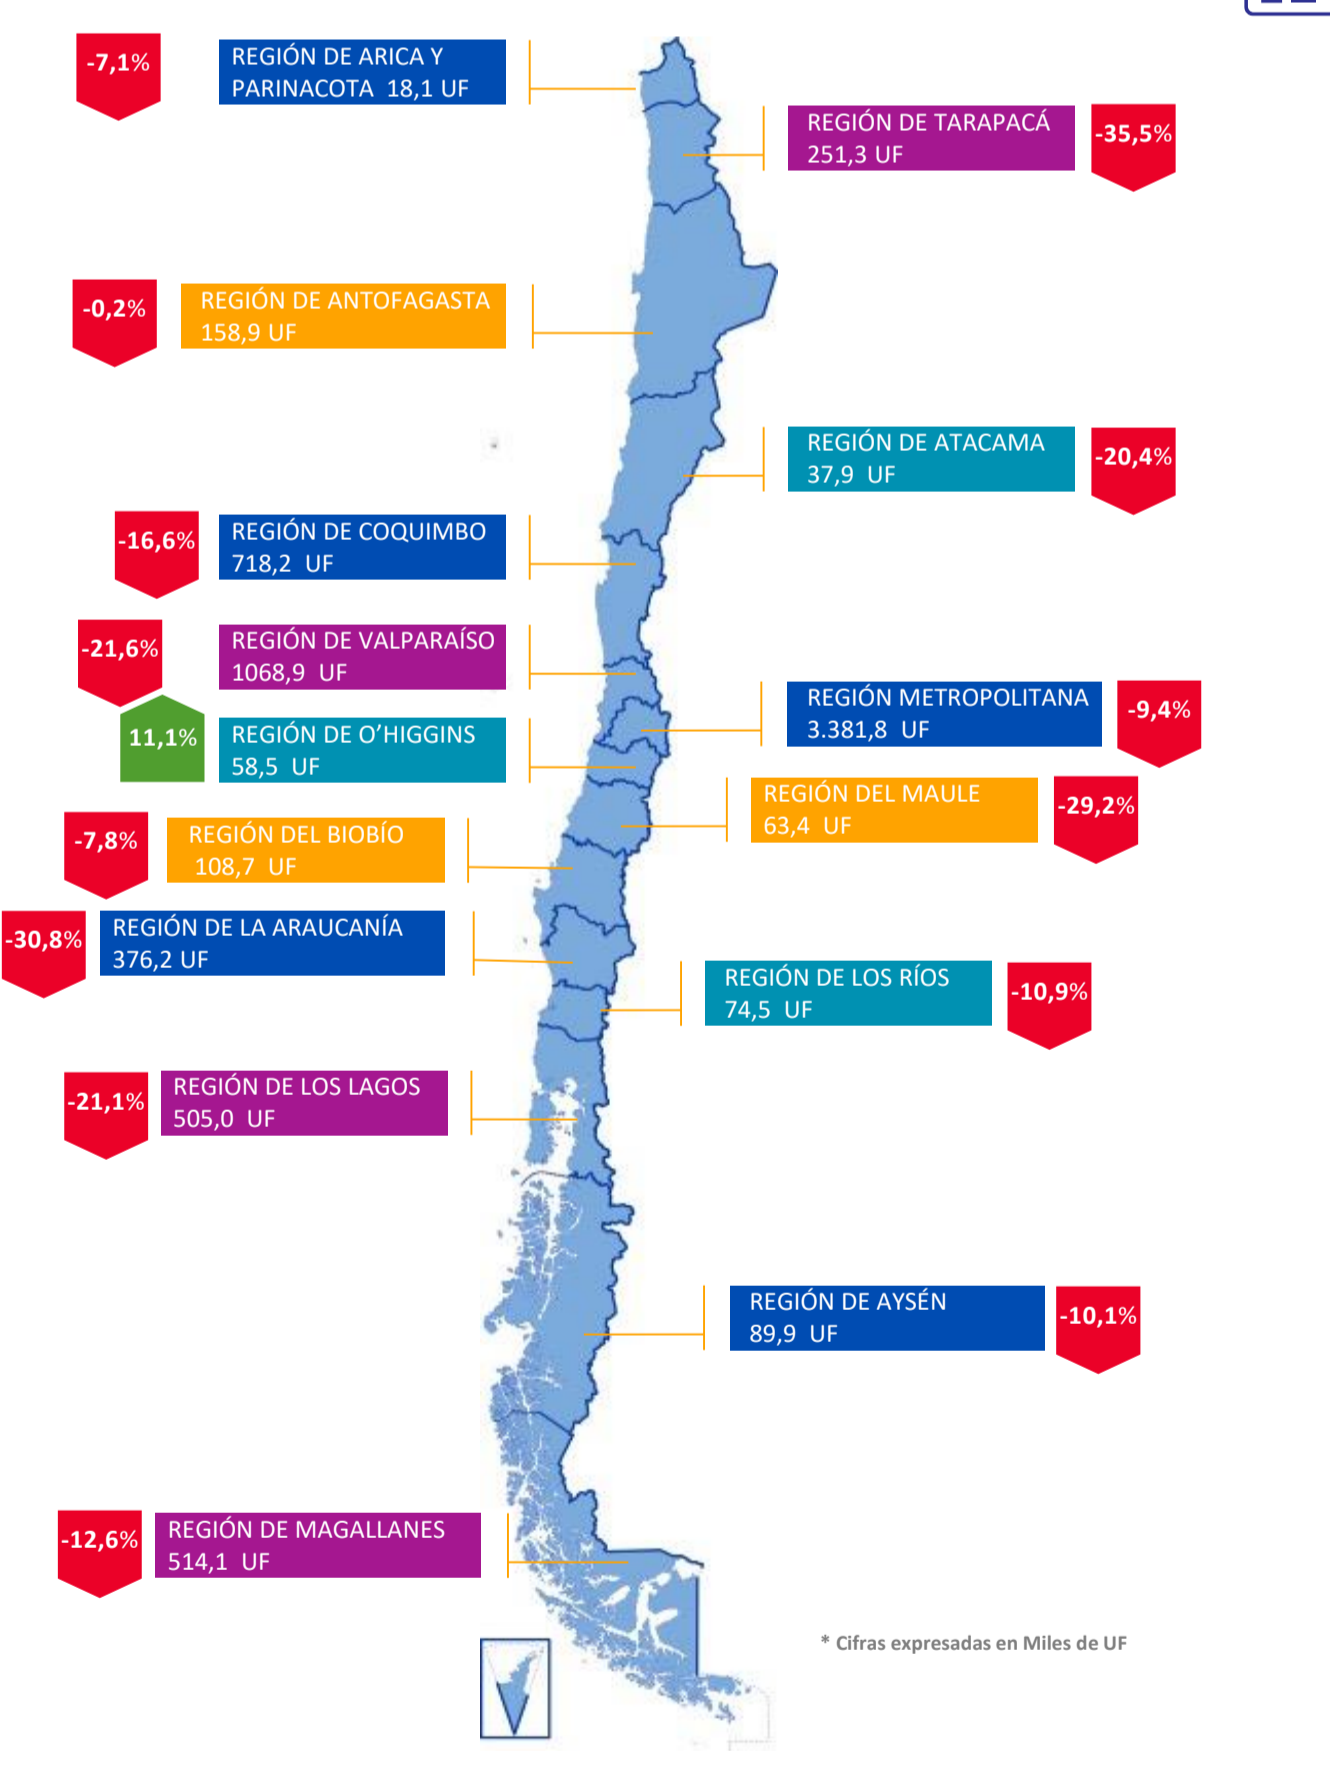 -7,1%
REGIÓN DE ARICA Y
PARINACOTA 18,1 UF
REGIÓN DE TARAPACÁ
251,3 UF
-35,5%
-0,2%
REGIÓN DE ANTOFAGASTA
158,9 UF
REGIÓN DE ATACAMA
37,9 UF
-20,4%
-16,6%
REGIÓN DE COQUIMBO
718,2 UF
-21,6%
REGIÓN DE VALPARAÍSO
1068,9 UF
REGIÓN METROPOLITANA
3.381,8 UF
-9,4%
11,1%
REGIÓN DE O’HIGGINS
58,5 UF
REGIÓN DEL MAULE
63,4 UF
-29,2%
-7,8%
REGIÓN DEL BIOBÍO
108,7 UF
-30,8%
REGIÓN DE LA ARAUCANÍA
376,2 UF
REGIÓN DE LOS RÍOS
74,5 UF
-10,9%
-21,1%
REGIÓN DE LOS LAGOS
505,0 UF
REGIÓN DE AYSÉN
89,9 UF
-10,1%
-12,6%
REGIÓN DE MAGALLANES
514,1 UF
* Cifras expresadas en Miles de UF